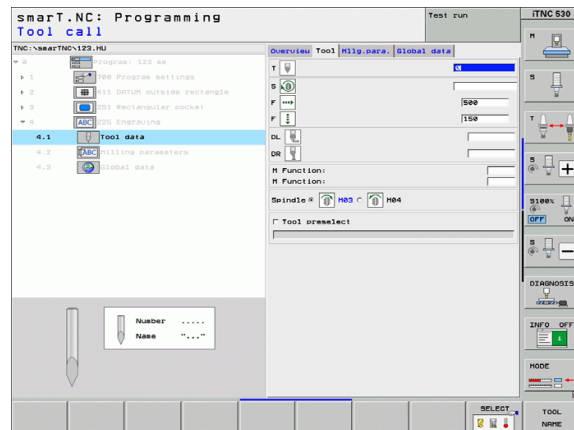 smarT.NC: Programming
Test run
iTNC 530
Tool call
TNC:\smarTNC\123.HU
Overview Tool Mllg.para. Global data
0 Program: 123 mm
1 700 Program settings
2 411 DATUM outside rectangle
3 251 Rectangular pocket
4 ABC 225 Engraving
4.1 Tool data
4.2 ABC Milling parameters
4.3 Global data
T
S
F 500
F 150
DL
DR
M Function:
M Function:
Spindle M03 M04
Tool preselect
Number .....
Name "..."
M
S
T
S
S100%
OFF ON
S
DIAGNOSIS
INFO OFF
MODE
SELECT
TOOL
NAME